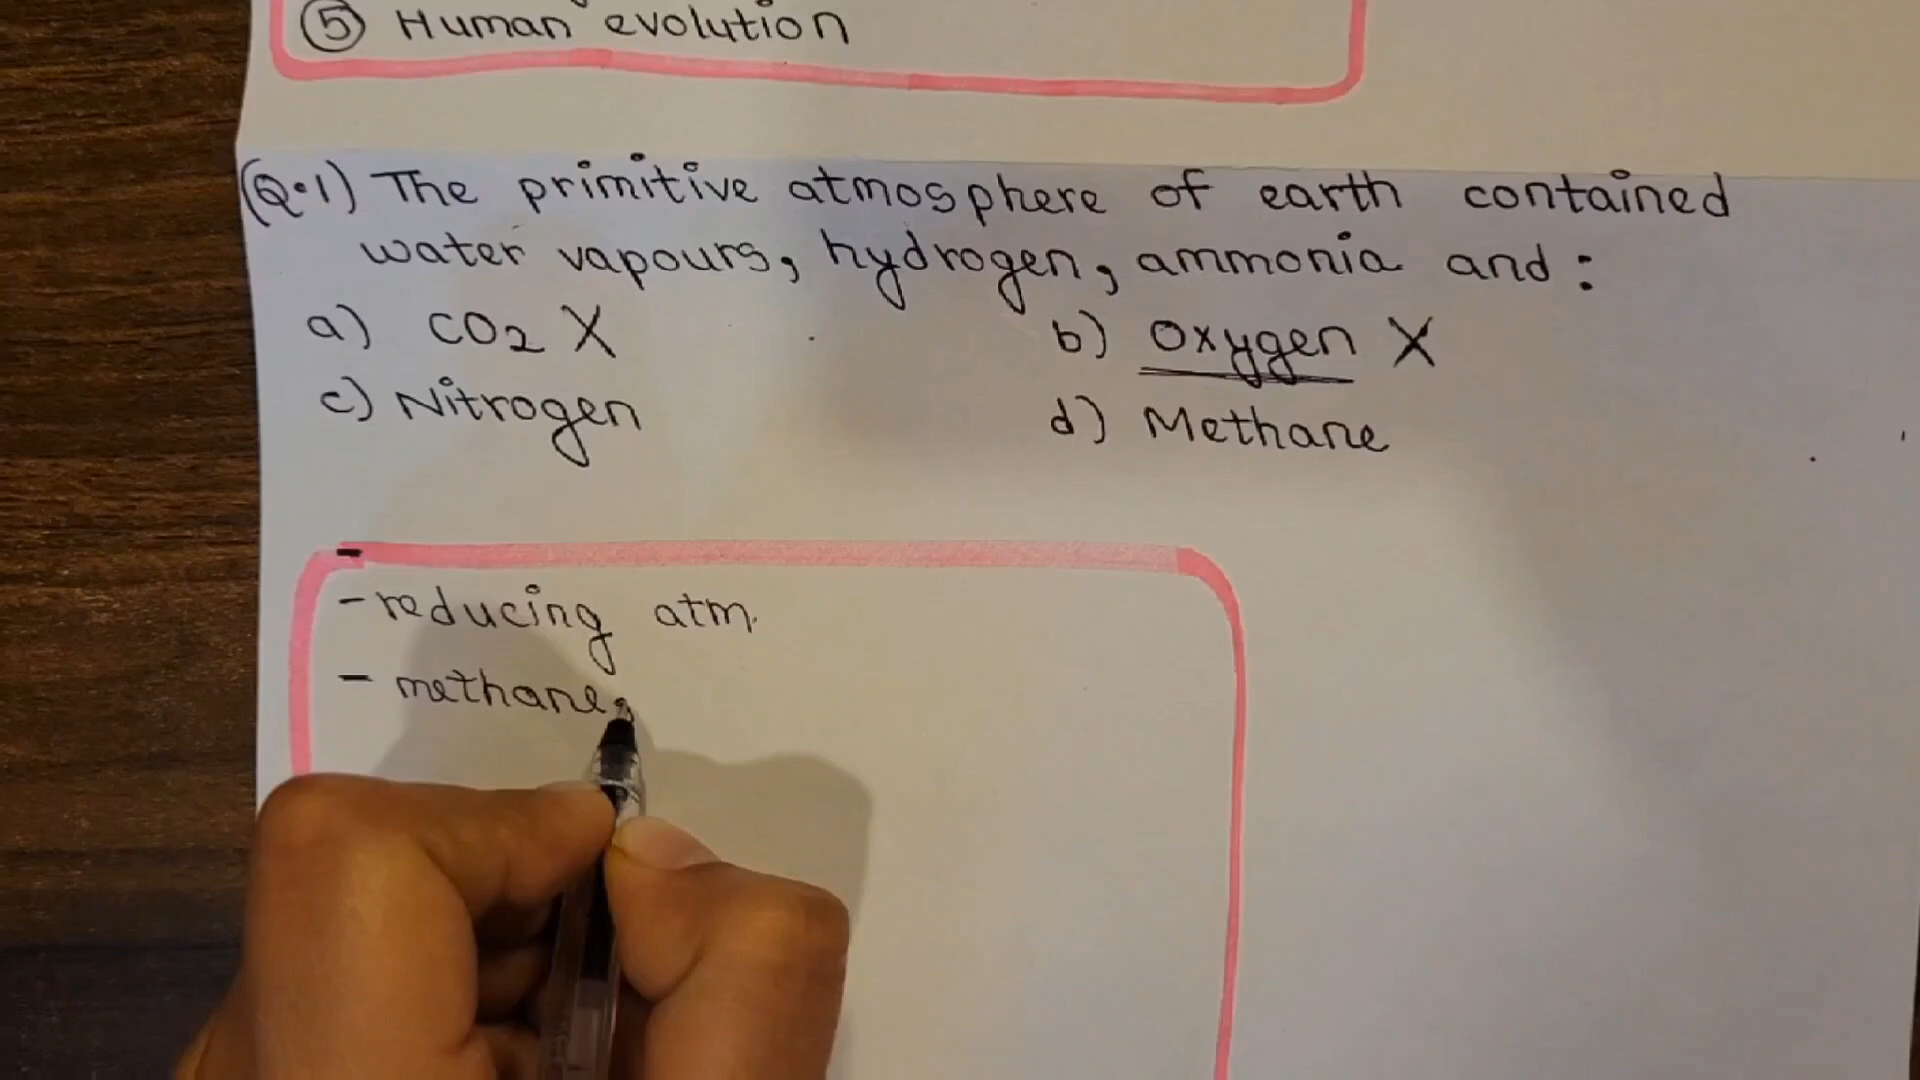 ⑤ Human evolution
(Q.1) The primitive atmosphere of earth contained
water vapours, hydrogen, ammonia and :
a) CO2 X
b) Oxygen X
c) Nitrogen
d) Methane
- reducing atm.
- methane,